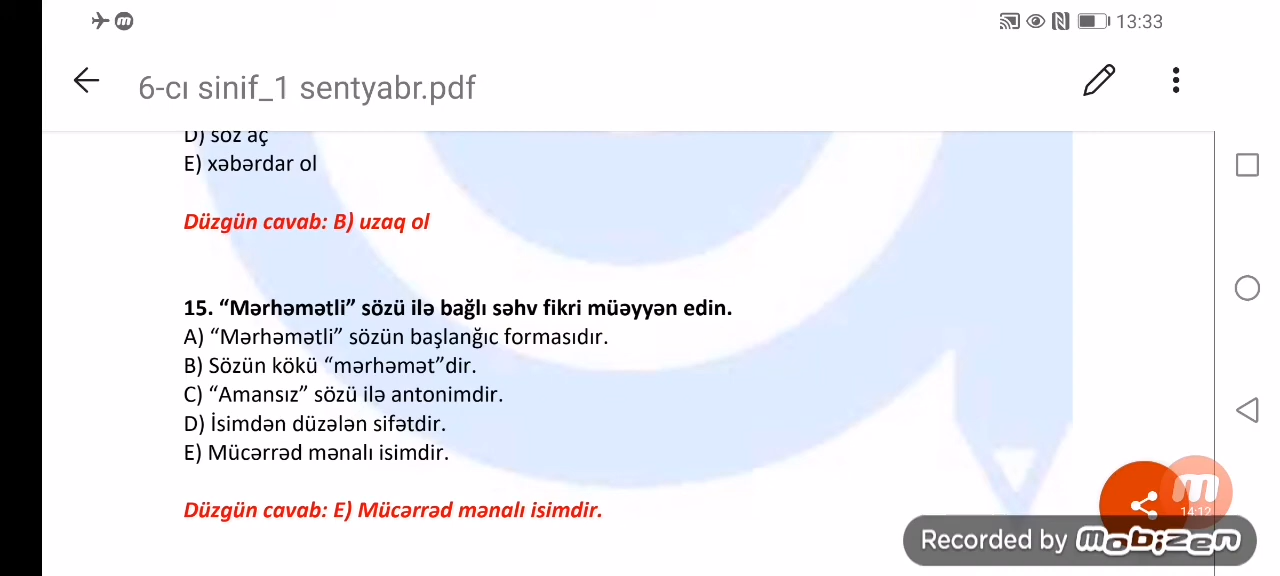 13:33
6-cı sinif_1 sentyabr.pdf
D) söz aç
E) xəbərdar ol
Düzgün cavab: B) uzaq ol
15. “Mərhəmətli” sözü ilə bağlı səhv fikri müəyyən edin.
A) “Mərhəmətli” sözün başlanğıc formasıdır.
B) Sözün kökü “mərhəmət”dir.
C) “Amansız” sözü ilə antonimdir.
D) İsimdən düzələn sifətdir.
E) Mücərrəd mənalı isimdir.
Düzgün cavab: E) Mücərrəd mənalı isimdir.
14:12
Recorded by Mobizen